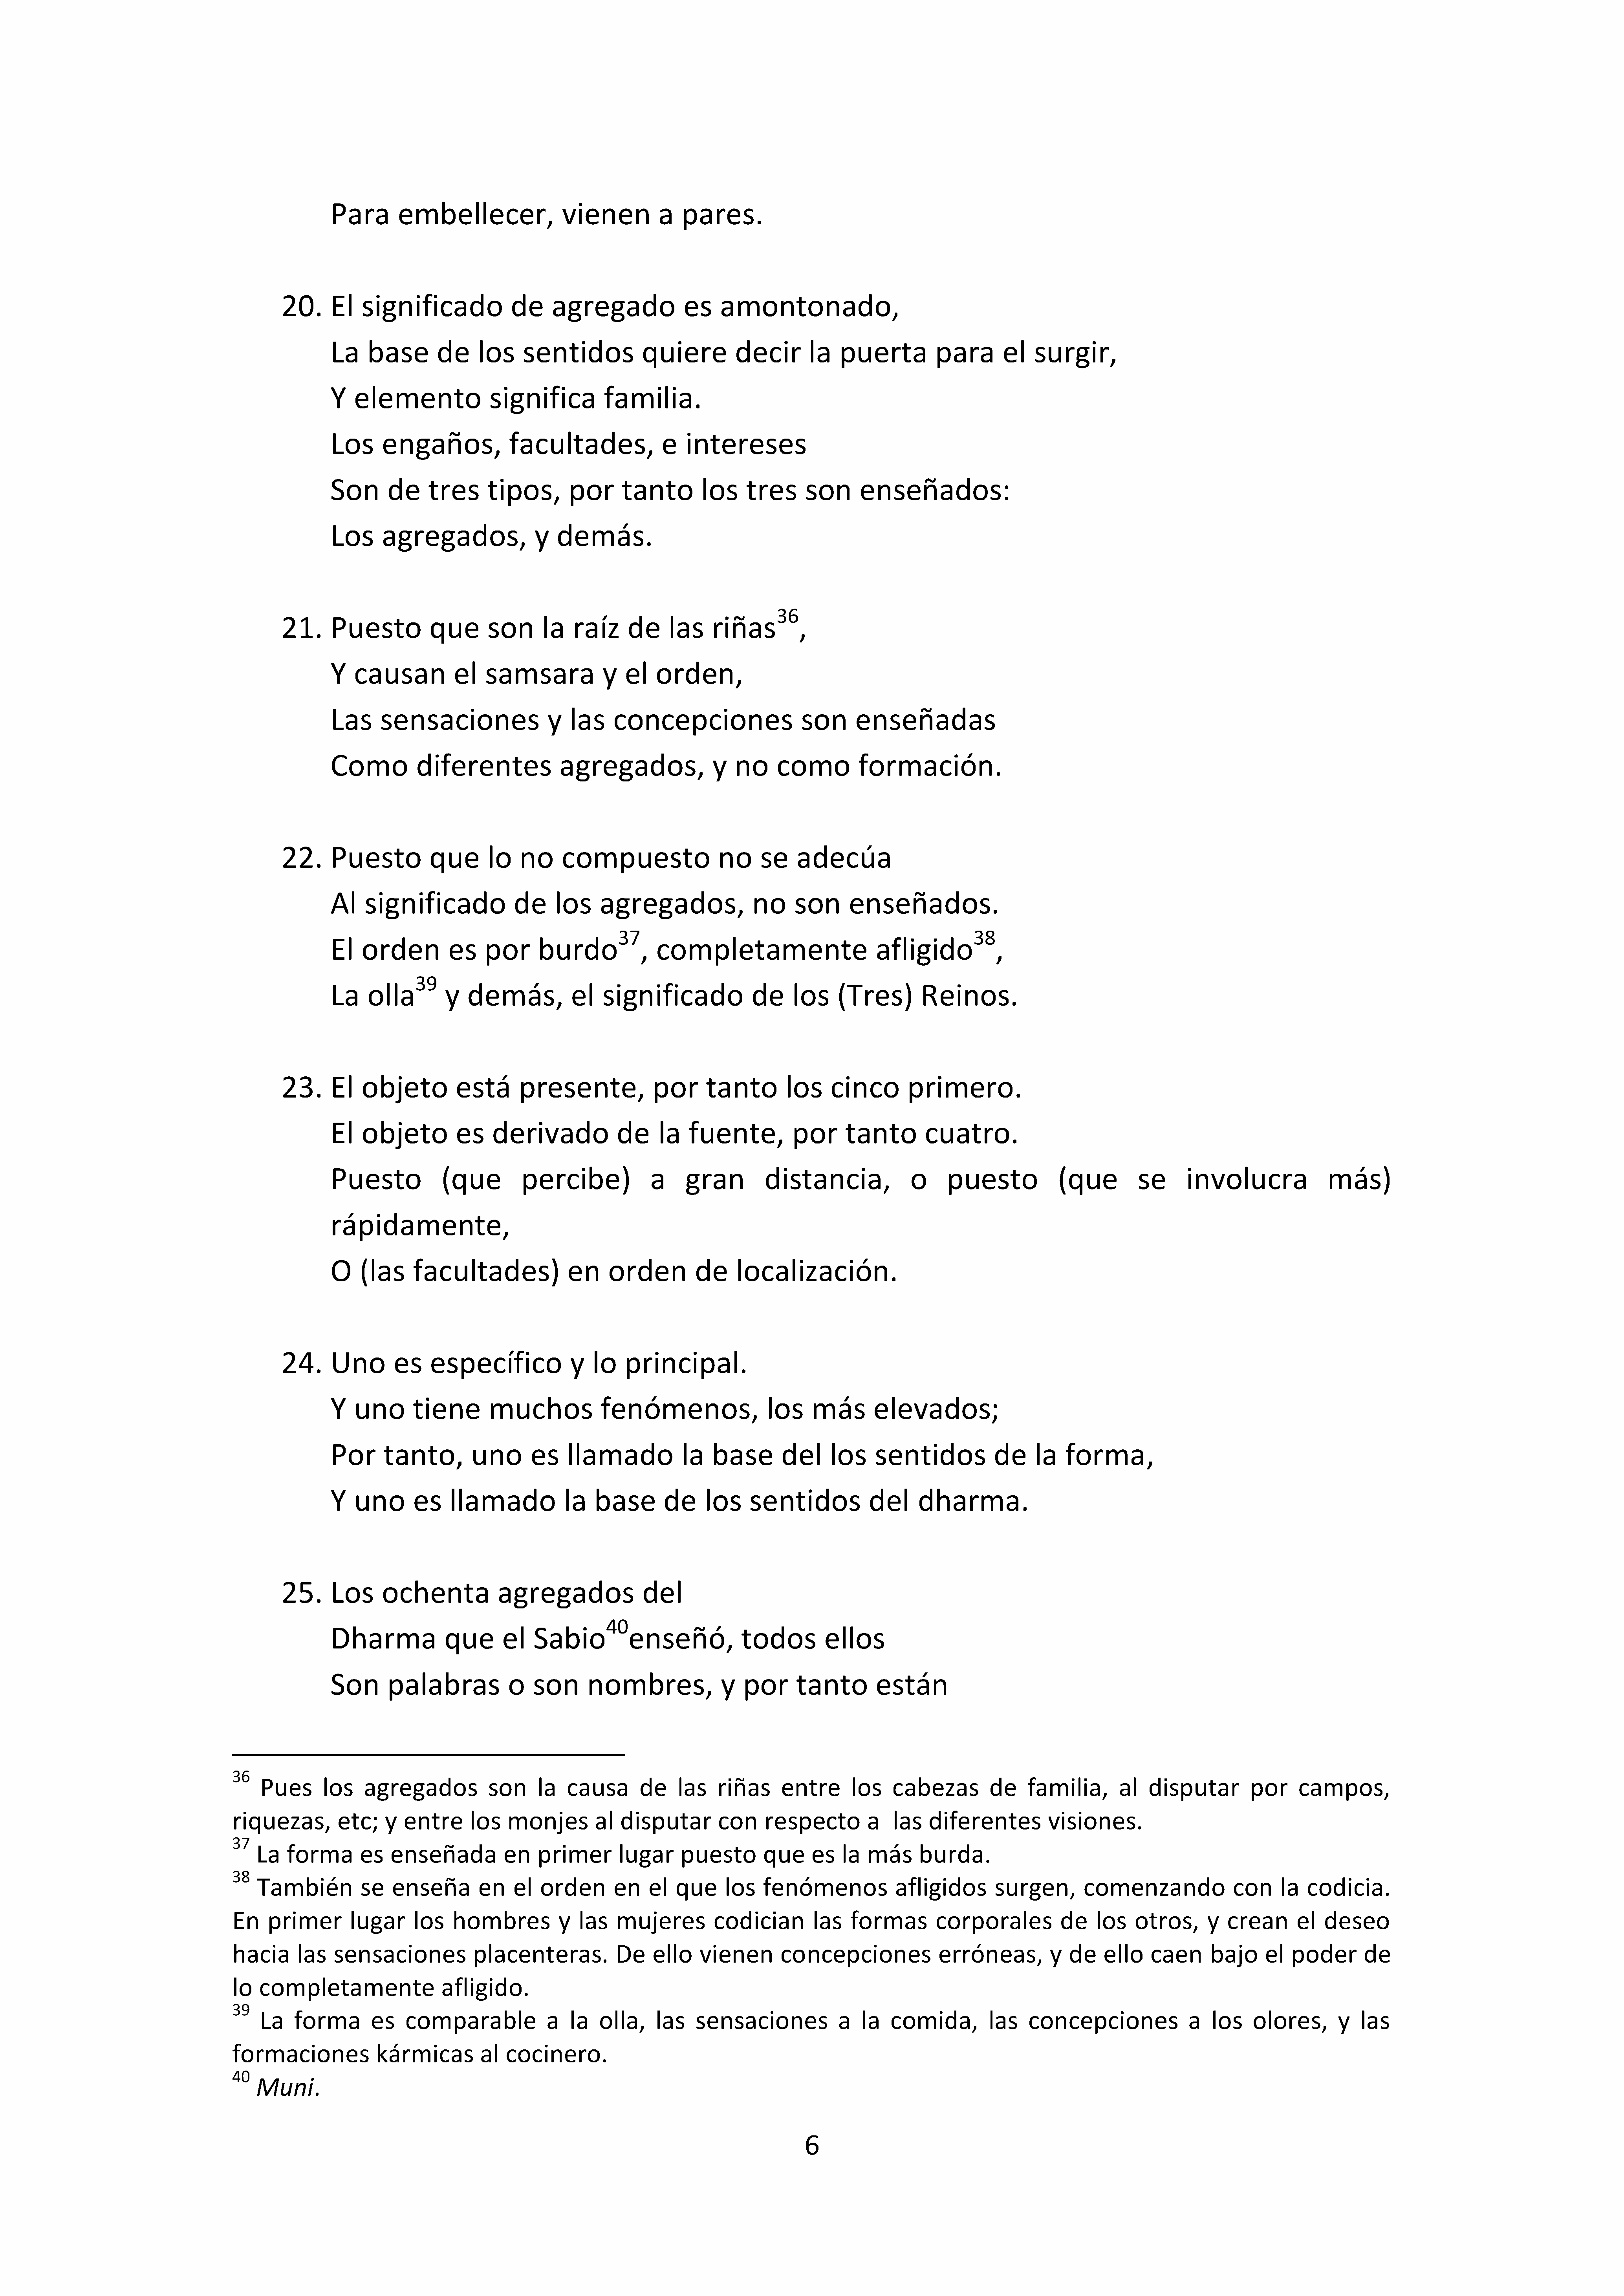 Para embellecer, vienen a pares.
20. El significado de agregado es amontonado,
La base de los sentidos quiere decir la puerta para el surgir,
Y elemento significa familia.
Los engaños, facultades, e intereses
Son de tres tipos, por tanto los tres son enseñados:
Los agregados, y demás.
21. Puesto que son la raíz de las riñas36,
Y causan el samsara y el orden,
Las sensaciones y las concepciones son enseñadas
Como diferentes agregados, y no como formación.
22. Puesto que lo no compuesto no se adecúa
Al significado de los agregados, no son enseñados.
El orden es por burdo37, completamente afligido38,
La olla39 y demás, el significado de los (Tres) Reinos.
23. El objeto está presente, por tanto los cinco primero.
El objeto es derivado de la fuente, por tanto cuatro.
Puesto (que percibe) a gran distancia, o puesto (que se involucra más)
rápidamente,
O (las facultades) en orden de localización.
24. Uno es específico y lo principal.
Y uno tiene muchos fenómenos, los más elevados;
Por tanto, uno es llamado la base del los sentidos de la forma,
Y uno es llamado la base de los sentidos del dharma.
25. Los ochenta agregados del
Dharma que el Sabio40enseñó, todos ellos
Son palabras o son nombres, y por tanto están
36 Pues los agregados son la causa de las riñas entre los cabezas de familia, al disputar por campos,
riquezas, etc; y entre los monjes al disputar con respecto a las diferentes visiones.
37 La forma es enseñada en primer lugar puesto que es la más burda.
38 También se enseña en el orden en el que los fenómenos afligidos surgen, comenzando con la codicia.
En primer lugar los hombres y las mujeres codician las formas corporales de los otros, y crean el deseo
hacia las sensaciones placenteras. De ello vienen concepciones erróneas, y de ello caen bajo el poder de
lo completamente afligido.
39 La forma es comparable a la olla, las sensaciones a la comida, las concepciones a los olores, y las
formaciones kármicas al cocinero.
40 Muni.
6